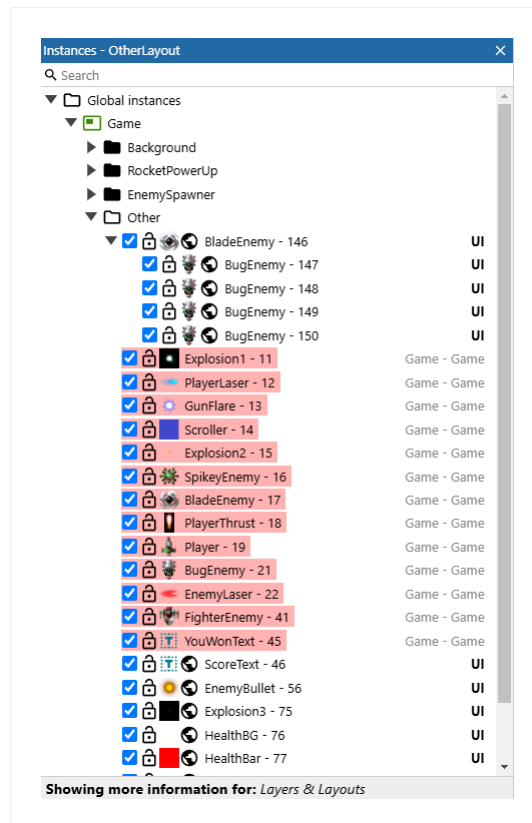 Instances - OtherLayout
Search
Global instances
Game
Background
RocketPowerUp
EnemySpawner
Other
BladeEnemy - 146 UI
BugEnemy - 147 UI
BugEnemy - 148 UI
BugEnemy - 149 UI
BugEnemy - 150 UI
Explosion1 - 11 Game - Game
PlayerLaser - 12 Game - Game
GunFlare - 13 Game - Game
Scroller - 14 Game - Game
Explosion2 - 15 Game - Game
SpikeyEnemy - 16 Game - Game
BladeEnemy - 17 Game - Game
PlayerThrust - 18 Game - Game
Player - 19 Game - Game
BugEnemy - 21 Game - Game
EnemyLaser - 22 Game - Game
FighterEnemy - 41 Game - Game
YouWonText - 45 Game - Game
ScoreText - 46 UI
EnemyBullet - 56 UI
Explosion3 - 75 UI
HealthBG - 76 UI
HealthBar - 77 UI
Showing more information for: Layers & Layouts